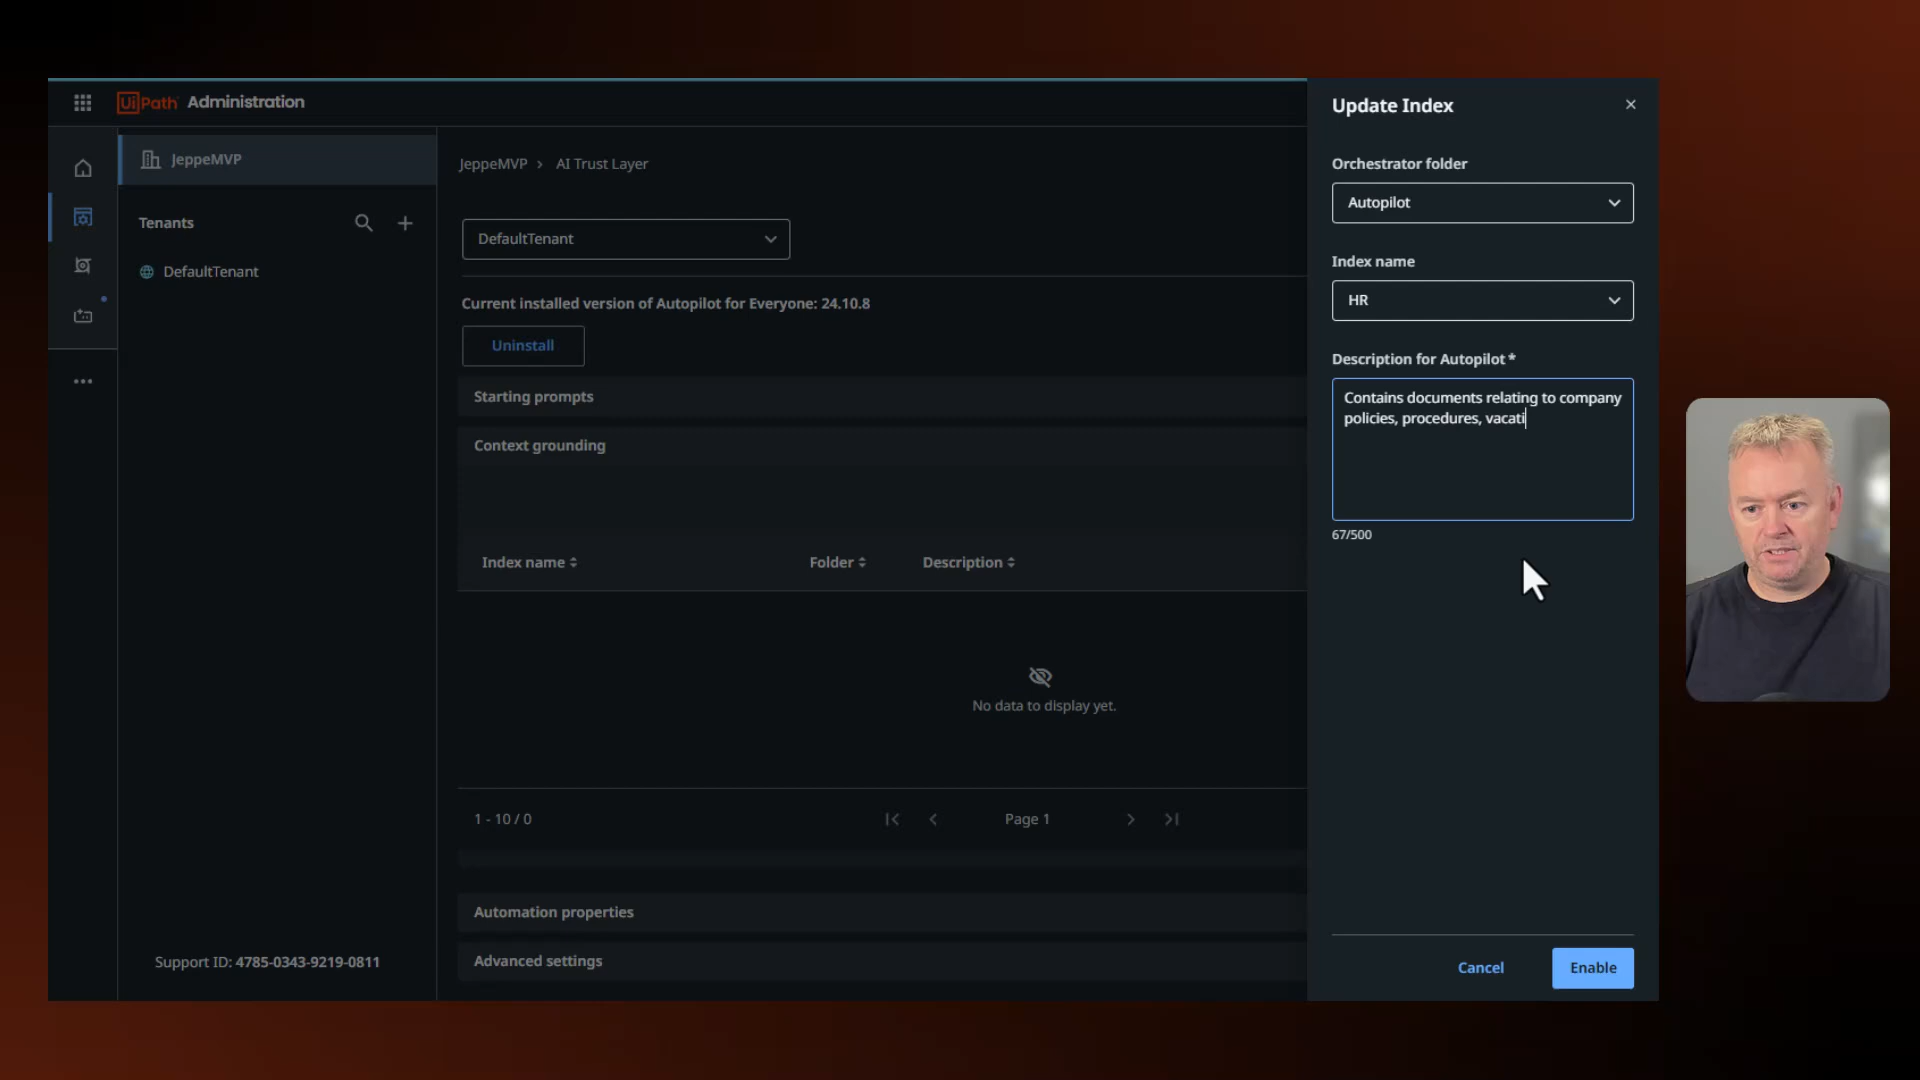 UiPath Administration
JeppeMVP
Tenants
DefaultTenant
Support ID: 4785-0343-9219-0811
JeppeMVP > AI Trust Layer
DefaultTenant
Current installed version of Autopilot for Everyone: 24.10.8
Uninstall
Starting prompts
Context grounding
Index name Folder Description
No data to display yet.
1 - 10 / 0 Page 1
Automation properties
Advanced settings
Update Index
Orchestrator folder
Autopilot
Index name
HR
Description for Autopilot *
Contains documents relating to company
policies, procedures, vacati
67/500
Cancel Enable